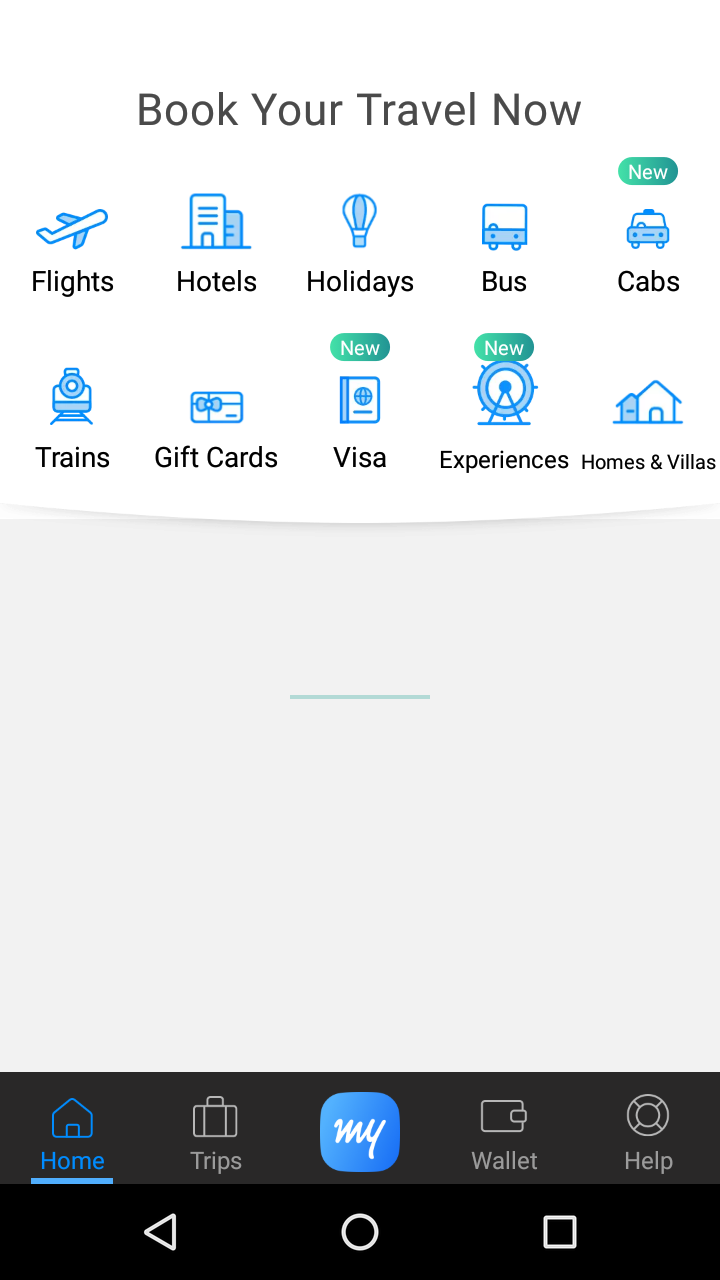 Book Your Travel Now
New
Flights
Hotels
Holidays
Bus
Cabs
New
New
Trains
Gift Cards
Visa
Experiences
Homes & Villas
my
Home
Trips
Wallet
Help